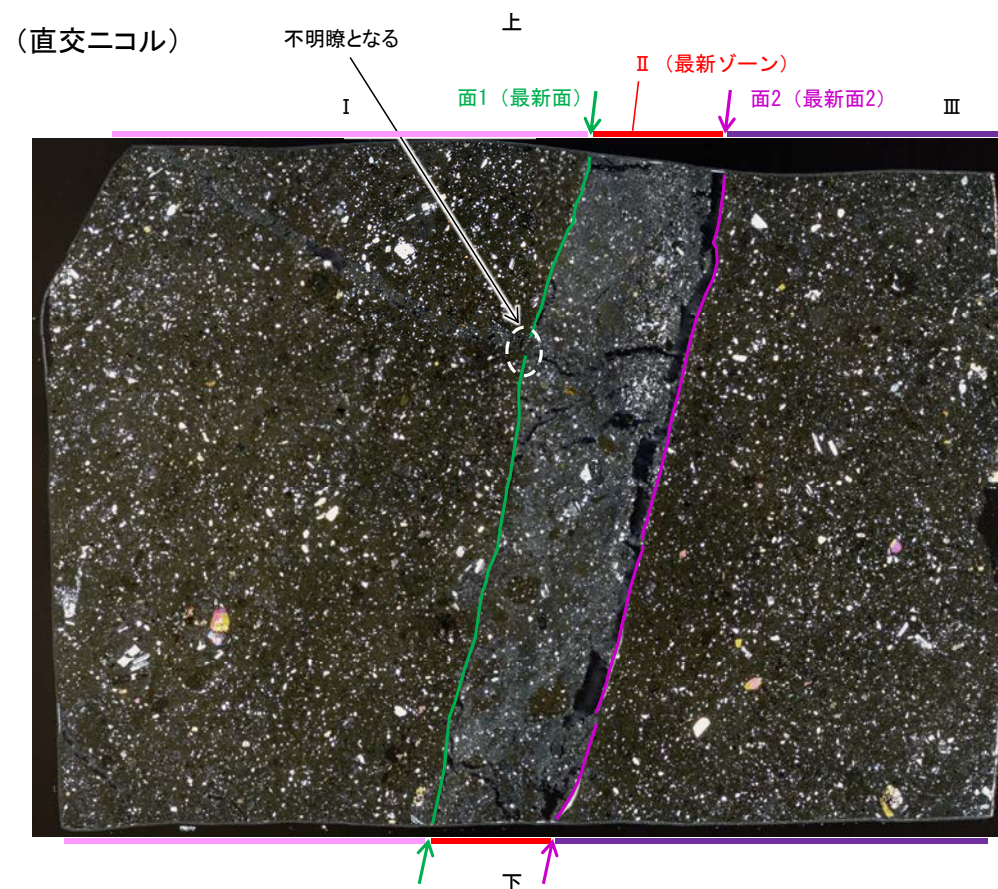 （直交ニコル）
不明瞭となる
上
Ⅱ（最新ゾーン）
Ⅰ
面1（最新面）
面2（最新面2）
Ⅲ
下